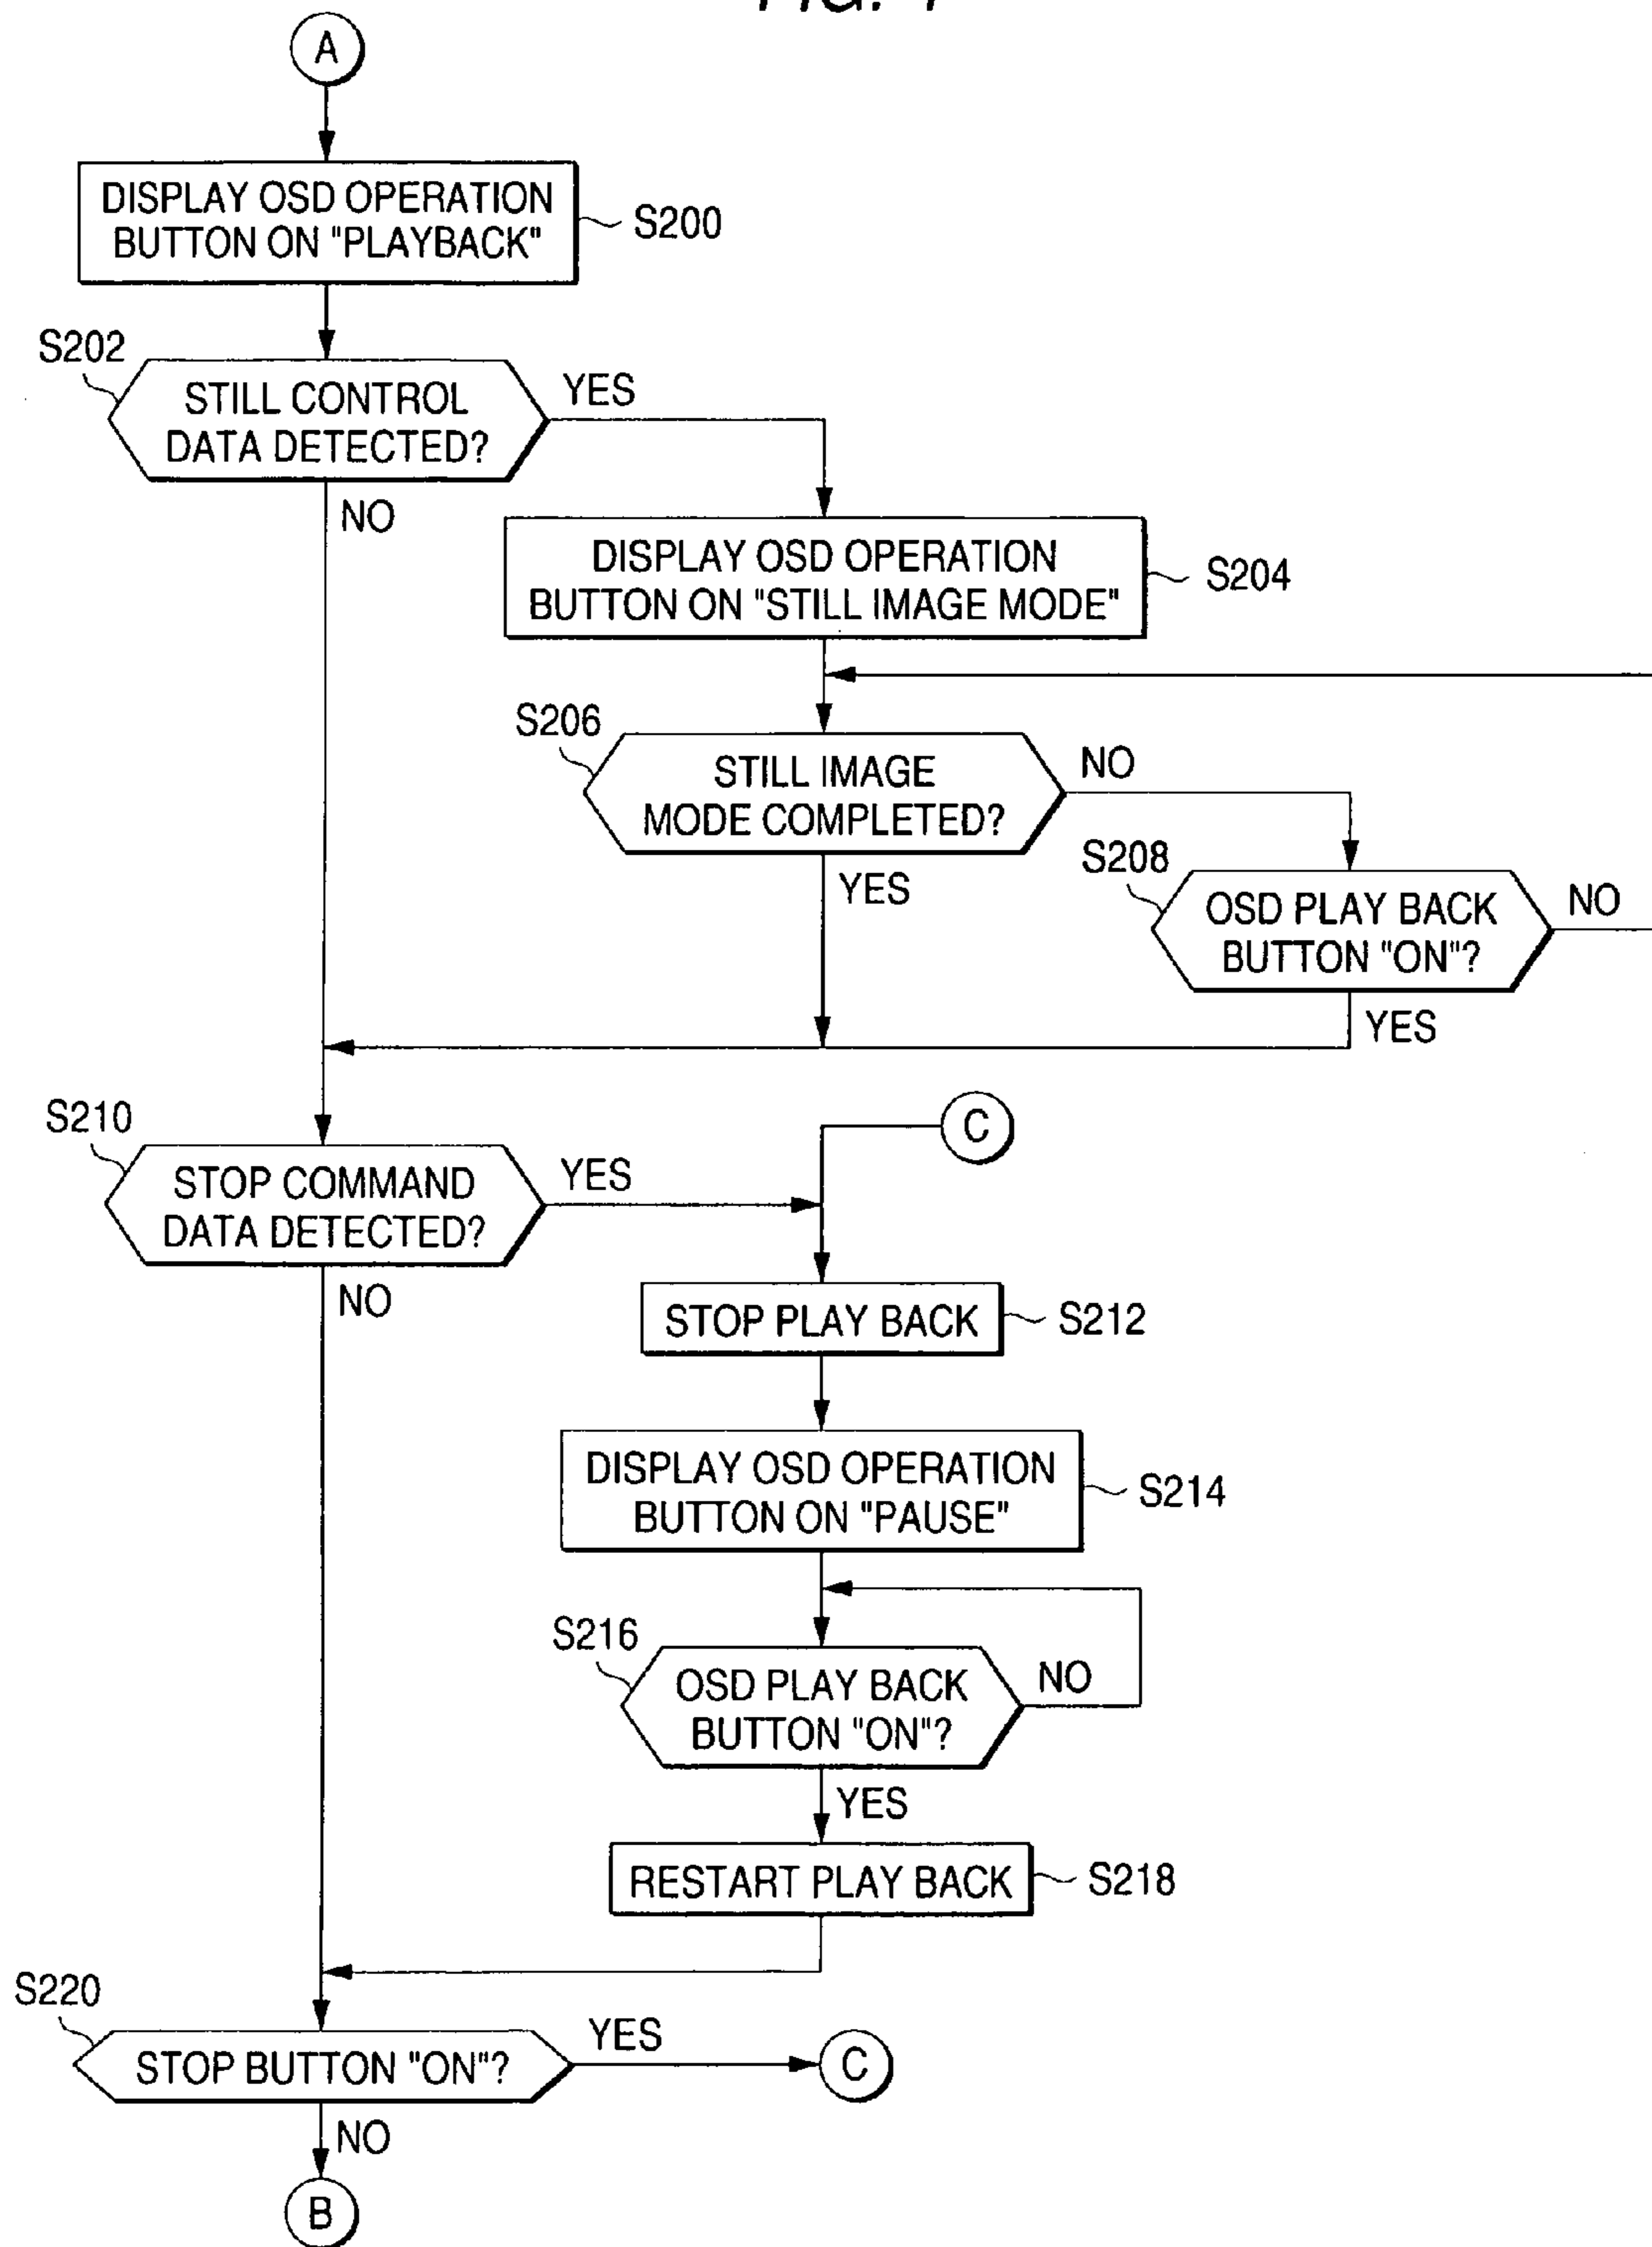 A
DISPLAY OSD OPERATION
BUTTON ON "PLAYBACK"
S200
S202
STILL CONTROL
DATA DETECTED?
YES
NO
DISPLAY OSD OPERATION
BUTTON ON "STILL IMAGE MODE"
S204
S206
STILL IMAGE
MODE COMPLETED?
NO
YES
S208
OSD PLAY BACK
BUTTON "ON"?
NO
YES
C
S210
STOP COMMAND
DATA DETECTED?
YES
NO
STOP PLAY BACK
S212
DISPLAY OSD OPERATION
BUTTON ON "PAUSE"
S214
S216
OSD PLAY BACK
BUTTON "ON"?
NO
YES
RESTART PLAY BACK
S218
S220
STOP BUTTON "ON"?
YES
C
NO
B